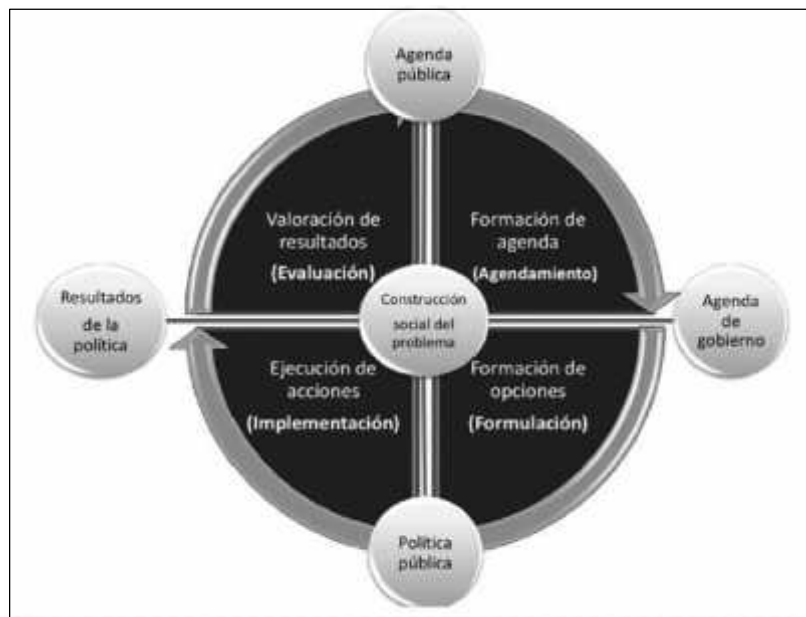 Agenda
pública
Valoración de
resultados
(Evaluación)
Formación de
agenda
(Agendamiento)
Resultados
de la
política
Construcción
social del
problema
Agenda
de
gobierno
Ejecución de
acciones
(Implementación)
Formación de
opciones
(Formulación)
Política
pública